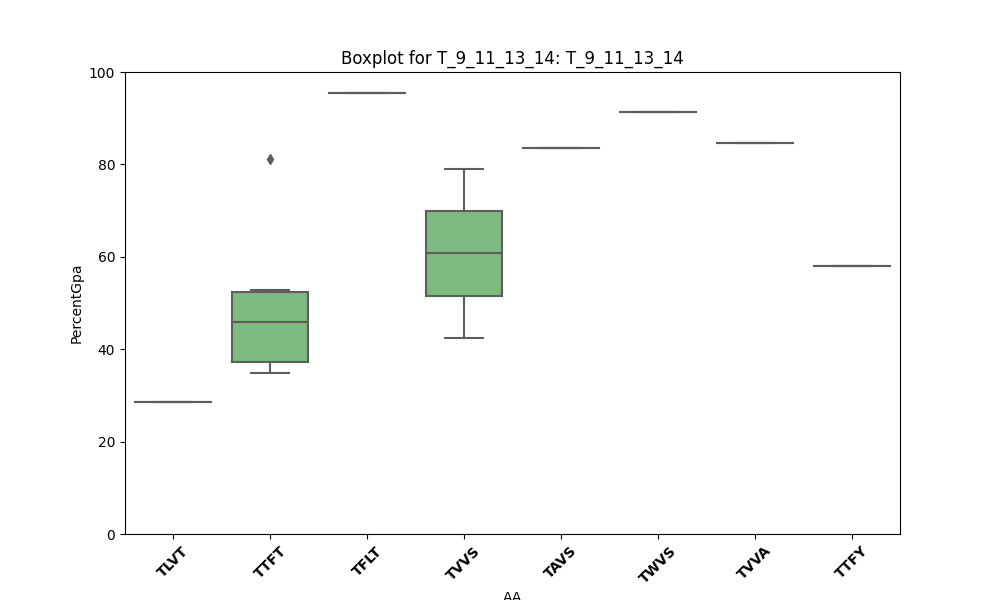 Boxplot for T_9_11_13_14: T_9_11_13_14
100
80
60
40
20
0
PercentGpa
TLVT
TTFT
TFLT
TVVS
TAVS
TWVS
TVVA
TTFY
AA